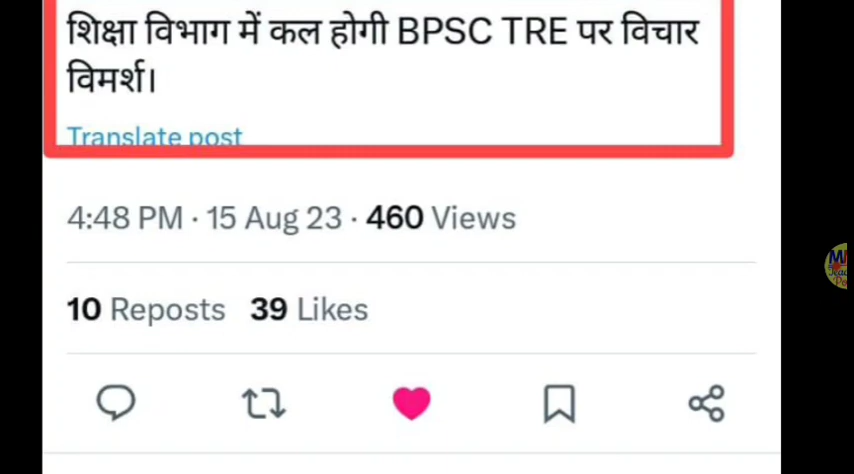 शिक्षा विभाग में कल होगी BPSC TRE पर विचार
विमर्श।
Translate post
4:48 PM · 15 Aug 23 · 460 Views
10 Reposts 39 Likes